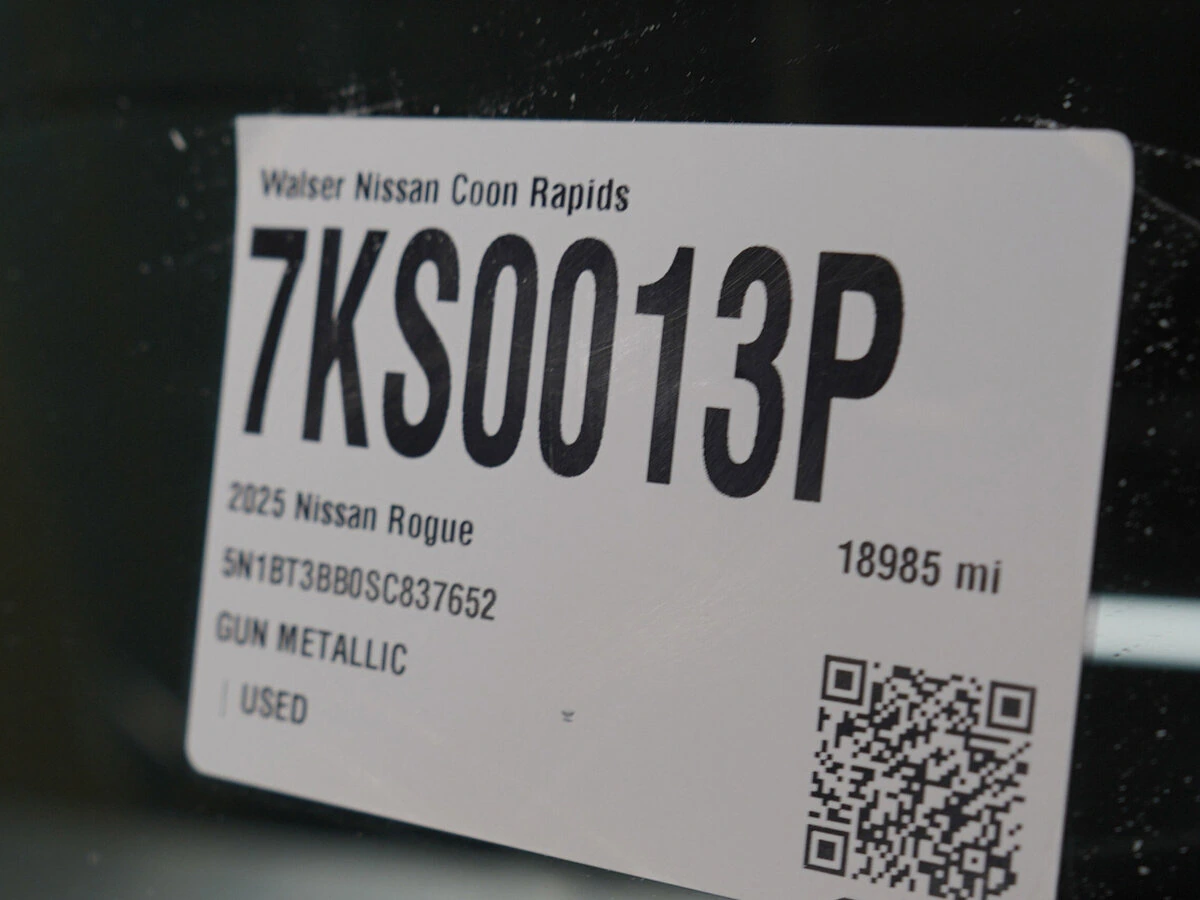 Walser Nissan Coon Rapids
7KS0013P
2025 Nissan Rogue
18985 mi
5N1BT3BB0SC837652
GUN METALLIC
USED